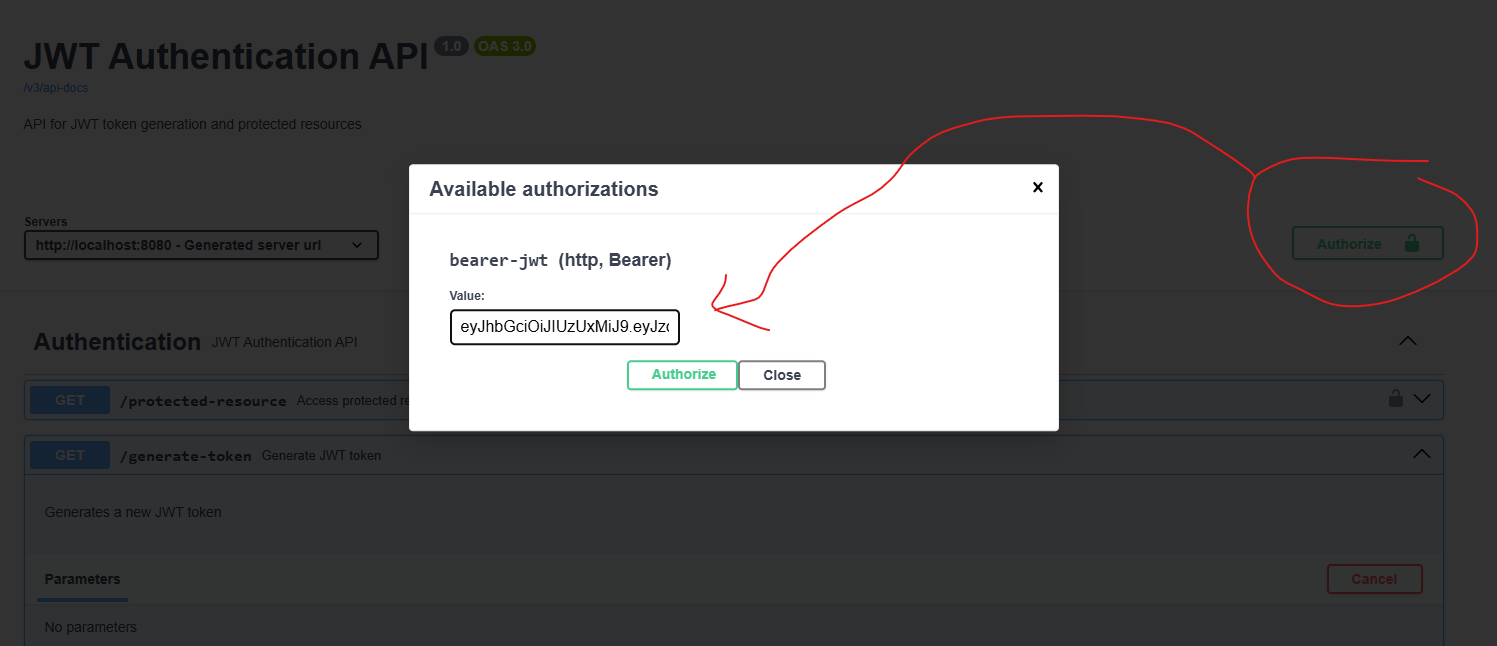 JWT Authentication API 1.0 OAS 3.0
/v3/api-docs
API for JWT token generation and protected resources
Available authorizations
Servers
http://localhost:8080 - Generated server url
Authorize
bearer-jwt (http, Bearer)
Value:
eyJhbGciOiJIUzUxMiJ9.eyJzc
Authorize Close
Authentication JWT Authentication API
GET /protected-resource Access protected re
GET /generate-token Generate JWT token
Generates a new JWT token
Parameters Cancel
No parameters